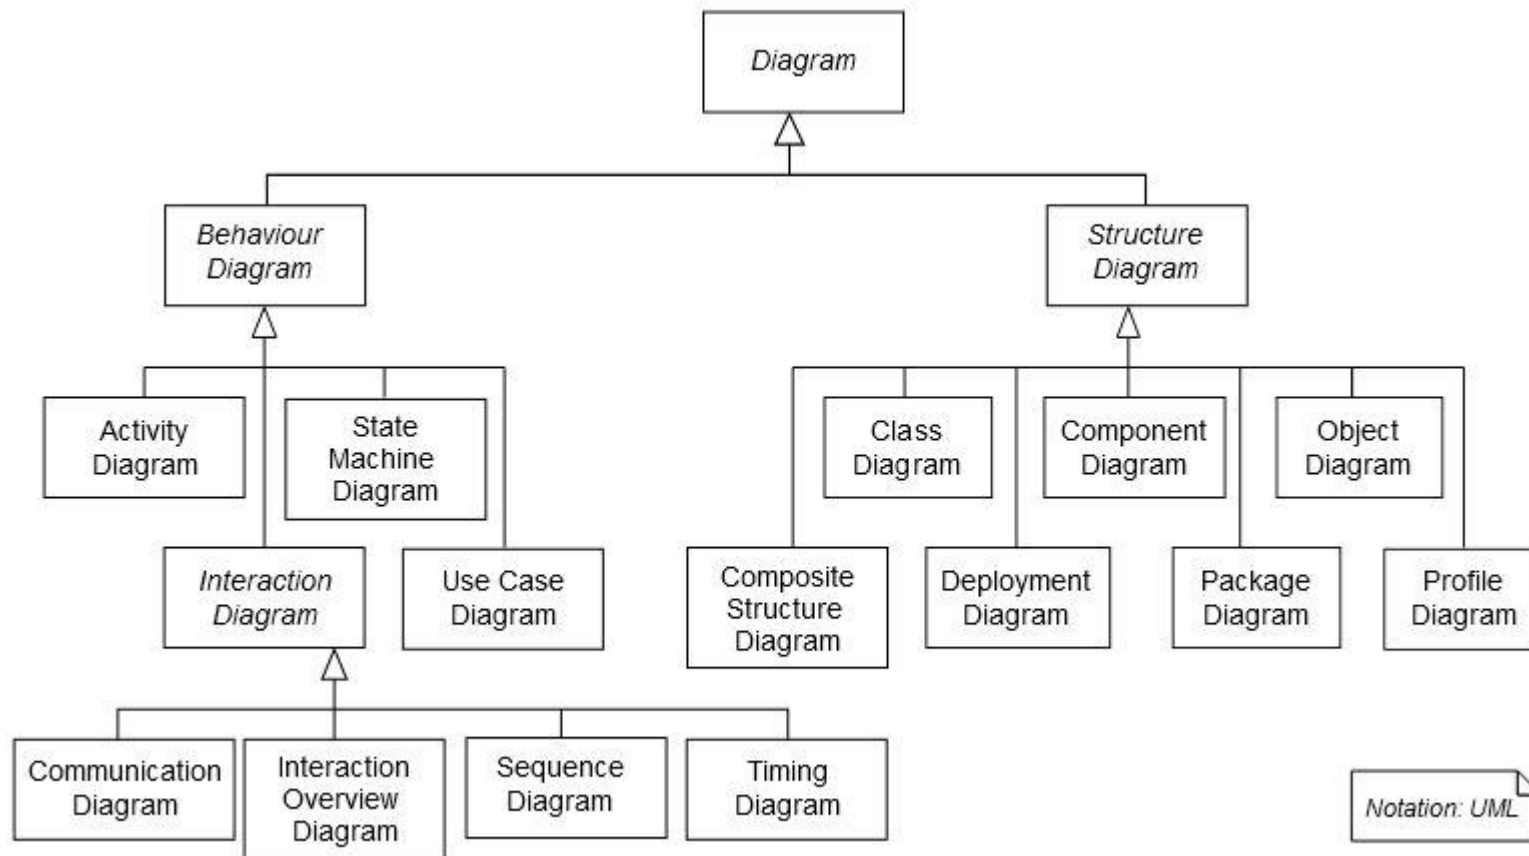 Diagram
Behaviour
Diagram
Structure
Diagram
Activity
Diagram
State
Machine
Diagram
Class
Diagram
Component
Diagram
Object
Diagram
Interaction
Diagram
Use Case
Diagram
Composite
Structure
Diagram
Deployment
Diagram
Package
Diagram
Profile
Diagram
Communication
Diagram
Interaction
Overview
Diagram
Sequence
Diagram
Timing
Diagram
Notation: UML